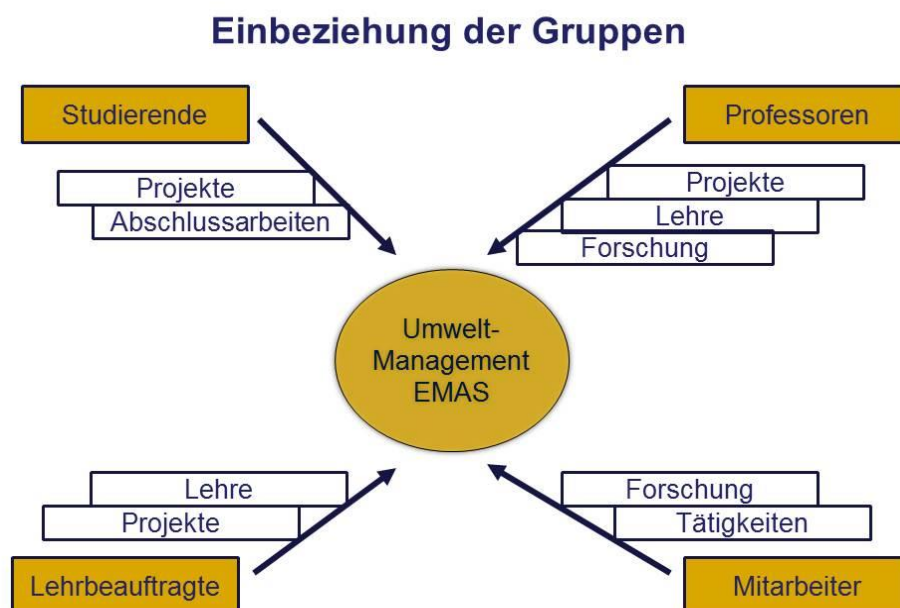 Einbeziehung der Gruppen
Studierende
Professoren
Projekte
Abschlussarbeiten
Projekte
Lehre
Forschung
Umwelt-
Management
EMAS
Lehre
Projekte
Lehrbeauftragte
Forschung
Tätigkeiten
Mitarbeiter